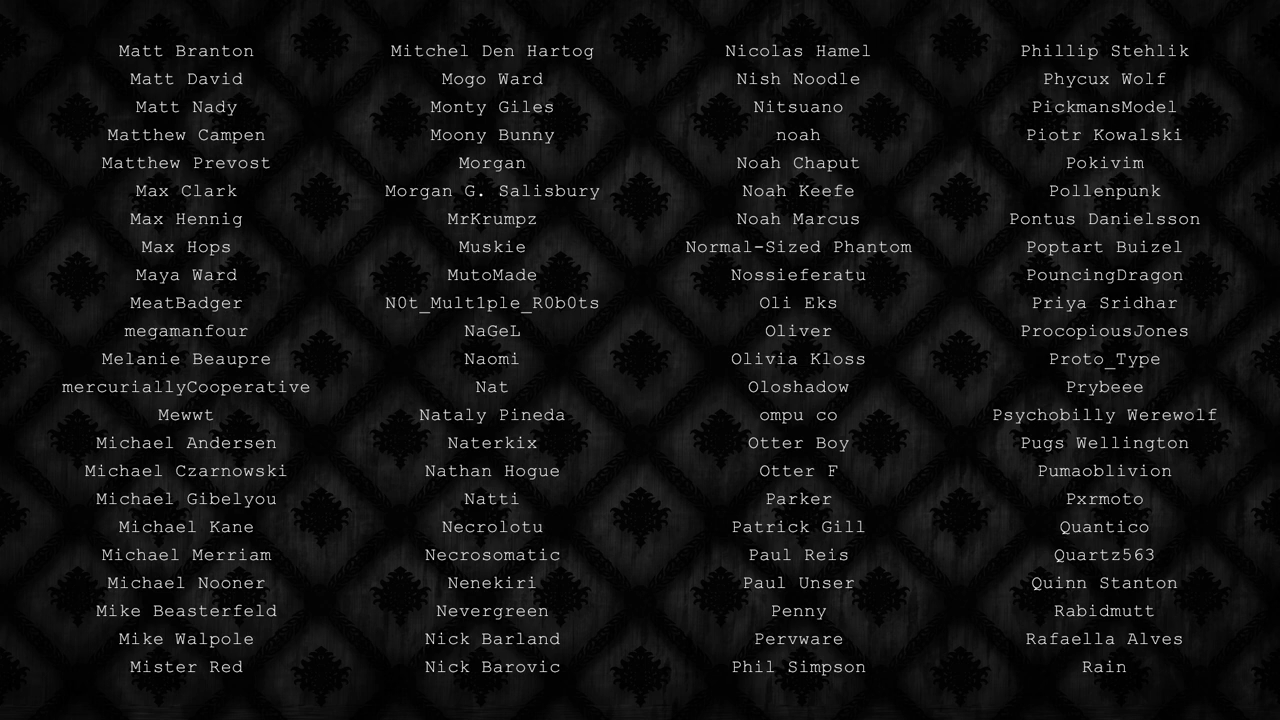 Matt Branton
Matt David
Matt Nady
Matthew Campen
Matthew Prevost
Max Clark
Max Hennig
Max Hops
Maya Ward
MeatBadger
megamanfour
Melanie Beaupre
mercuriallyCooperative
Mewwt
Michael Andersen
Michael Czarnowski
Michael Gibelyou
Michael Kane
Michael Merriam
Michael Nooner
Mike Beasterfeld
Mike Walpole
Mister Red
Mitchel Den Hartog
Mogo Ward
Monty Giles
Moony Bunny
Morgan
Morgan G. Salisbury
MrKrumpz
Muskie
MutoMade
N0t_Mult1ple_R0b0ts
NaGeL
Naomi
Nat
Nataly Pineda
Naterkix
Nathan Hogue
Natti
Necrolotu
Necrosomatic
Nenekiri
Nevergreen
Nick Barland
Nick Barovic
Nicolas Hamel
Nish Noodle
Nitsuano
noah
Noah Chaput
Noah Keefe
Noah Marcus
Normal-Sized Phantom
Nossieferatu
Oli Eks
Oliver
Olivia Kloss
Oloshadow
ompu co
Otter Boy
Otter F
Parker
Patrick Gill
Paul Reis
Paul Unser
Penny
Pervware
Phil Simpson
Phillip Stehlik
Phycux Wolf
PickmansModel
Piotr Kowalski
Pokivim
Pollenpunk
Pontus Danielsson
Poptart Buizel
PouncingDragon
Priya Sridhar
ProcopiousJones
Proto_Type
Prybeee
Psychobilly Werewolf
Pugs Wellington
Pumaoblivion
Pxrmoto
Quantico
Quartz563
Quinn Stanton
Rabidmutt
Rafaella Alves
Rain